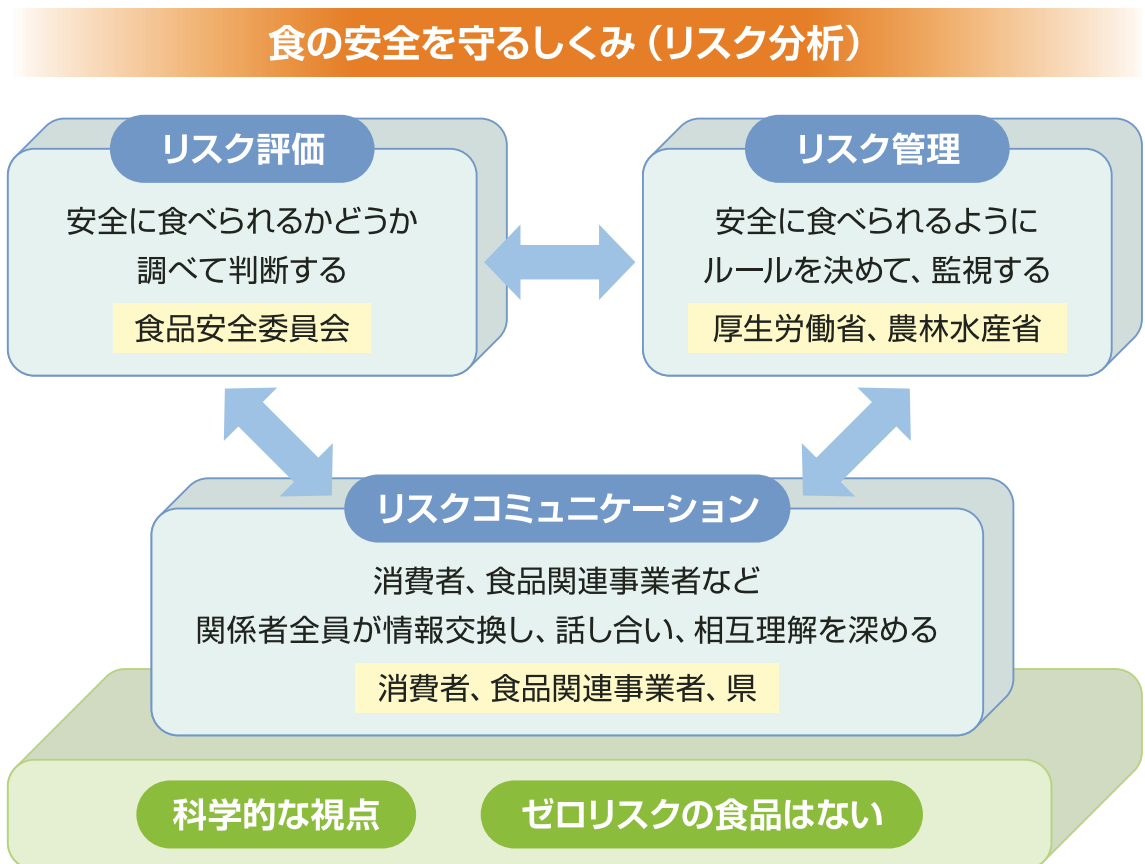 食の安全を守るしくみ（リスク分析）
リスク評価
安全に食べられるかどうか
調べて判断する
食品安全委員会
リスク管理
安全に食べられるように
ルールを決めて、監視する
厚生労働省、農林水産省
リスクコミュニケーション
消費者、食品関連事業者など
関係者全員が情報交換し、話し合い、相互理解を深める
消費者、食品関連事業者、県
科学的な視点
ゼロリスクの食品はない